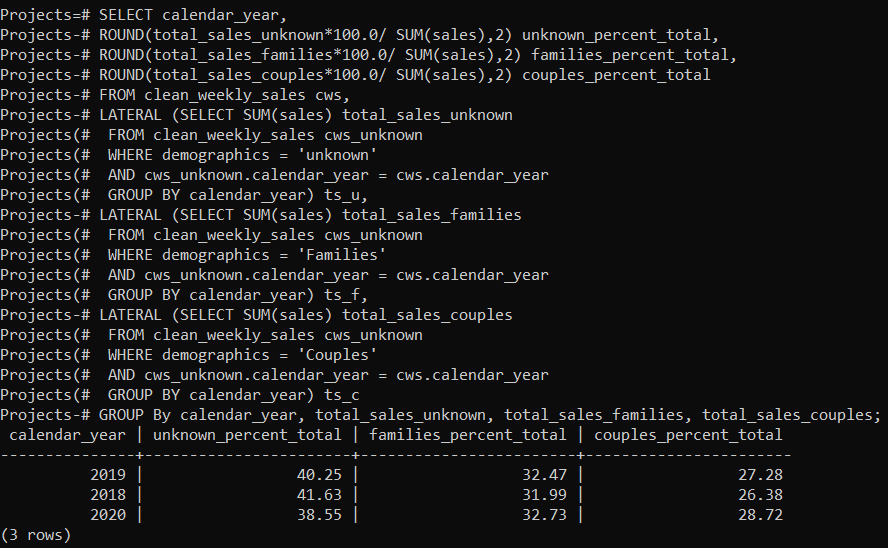 Projects=# SELECT calendar_year,
Projects-# ROUND(total_sales_unknown*100.0/ SUM(sales),2) unknown_percent_total,
Projects-# ROUND(total_sales_families*100.0/ SUM(sales),2) families_percent_total,
Projects-# ROUND(total_sales_couples*100.0/ SUM(sales),2) couples_percent_total
Projects-# FROM clean_weekly_sales cws,
Projects-# LATERAL (SELECT SUM(sales) total_sales_unknown
Projects(#  FROM clean_weekly_sales cws_unknown
Projects(#  WHERE demographics = 'unknown'
Projects(#  AND cws_unknown.calendar_year = cws.calendar_year
Projects(#  GROUP BY calendar_year) ts_u,
Projects-# LATERAL (SELECT SUM(sales) total_sales_families
Projects(#  FROM clean_weekly_sales cws_unknown
Projects(#  WHERE demographics = 'Families'
Projects(#  AND cws_unknown.calendar_year = cws.calendar_year
Projects(#  GROUP BY calendar_year) ts_f,
Projects-# LATERAL (SELECT SUM(sales) total_sales_couples
Projects(#  FROM clean_weekly_sales cws_unknown
Projects(#  WHERE demographics = 'Couples'
Projects(#  AND cws_unknown.calendar_year = cws.calendar_year
Projects(#  GROUP BY calendar_year) ts_c
Projects-# GROUP By calendar_year, total_sales_unknown, total_sales_families, total_sales_couples;
 calendar_year | unknown_percent_total | families_percent_total | couples_percent_total
---------------+-----------------------+------------------------+-----------------------
          2019 |                 40.25 |                  32.47 |                 27.28
          2018 |                 41.63 |                  31.99 |                 26.38
          2020 |                 38.55 |                  32.73 |                 28.72
(3 rows)